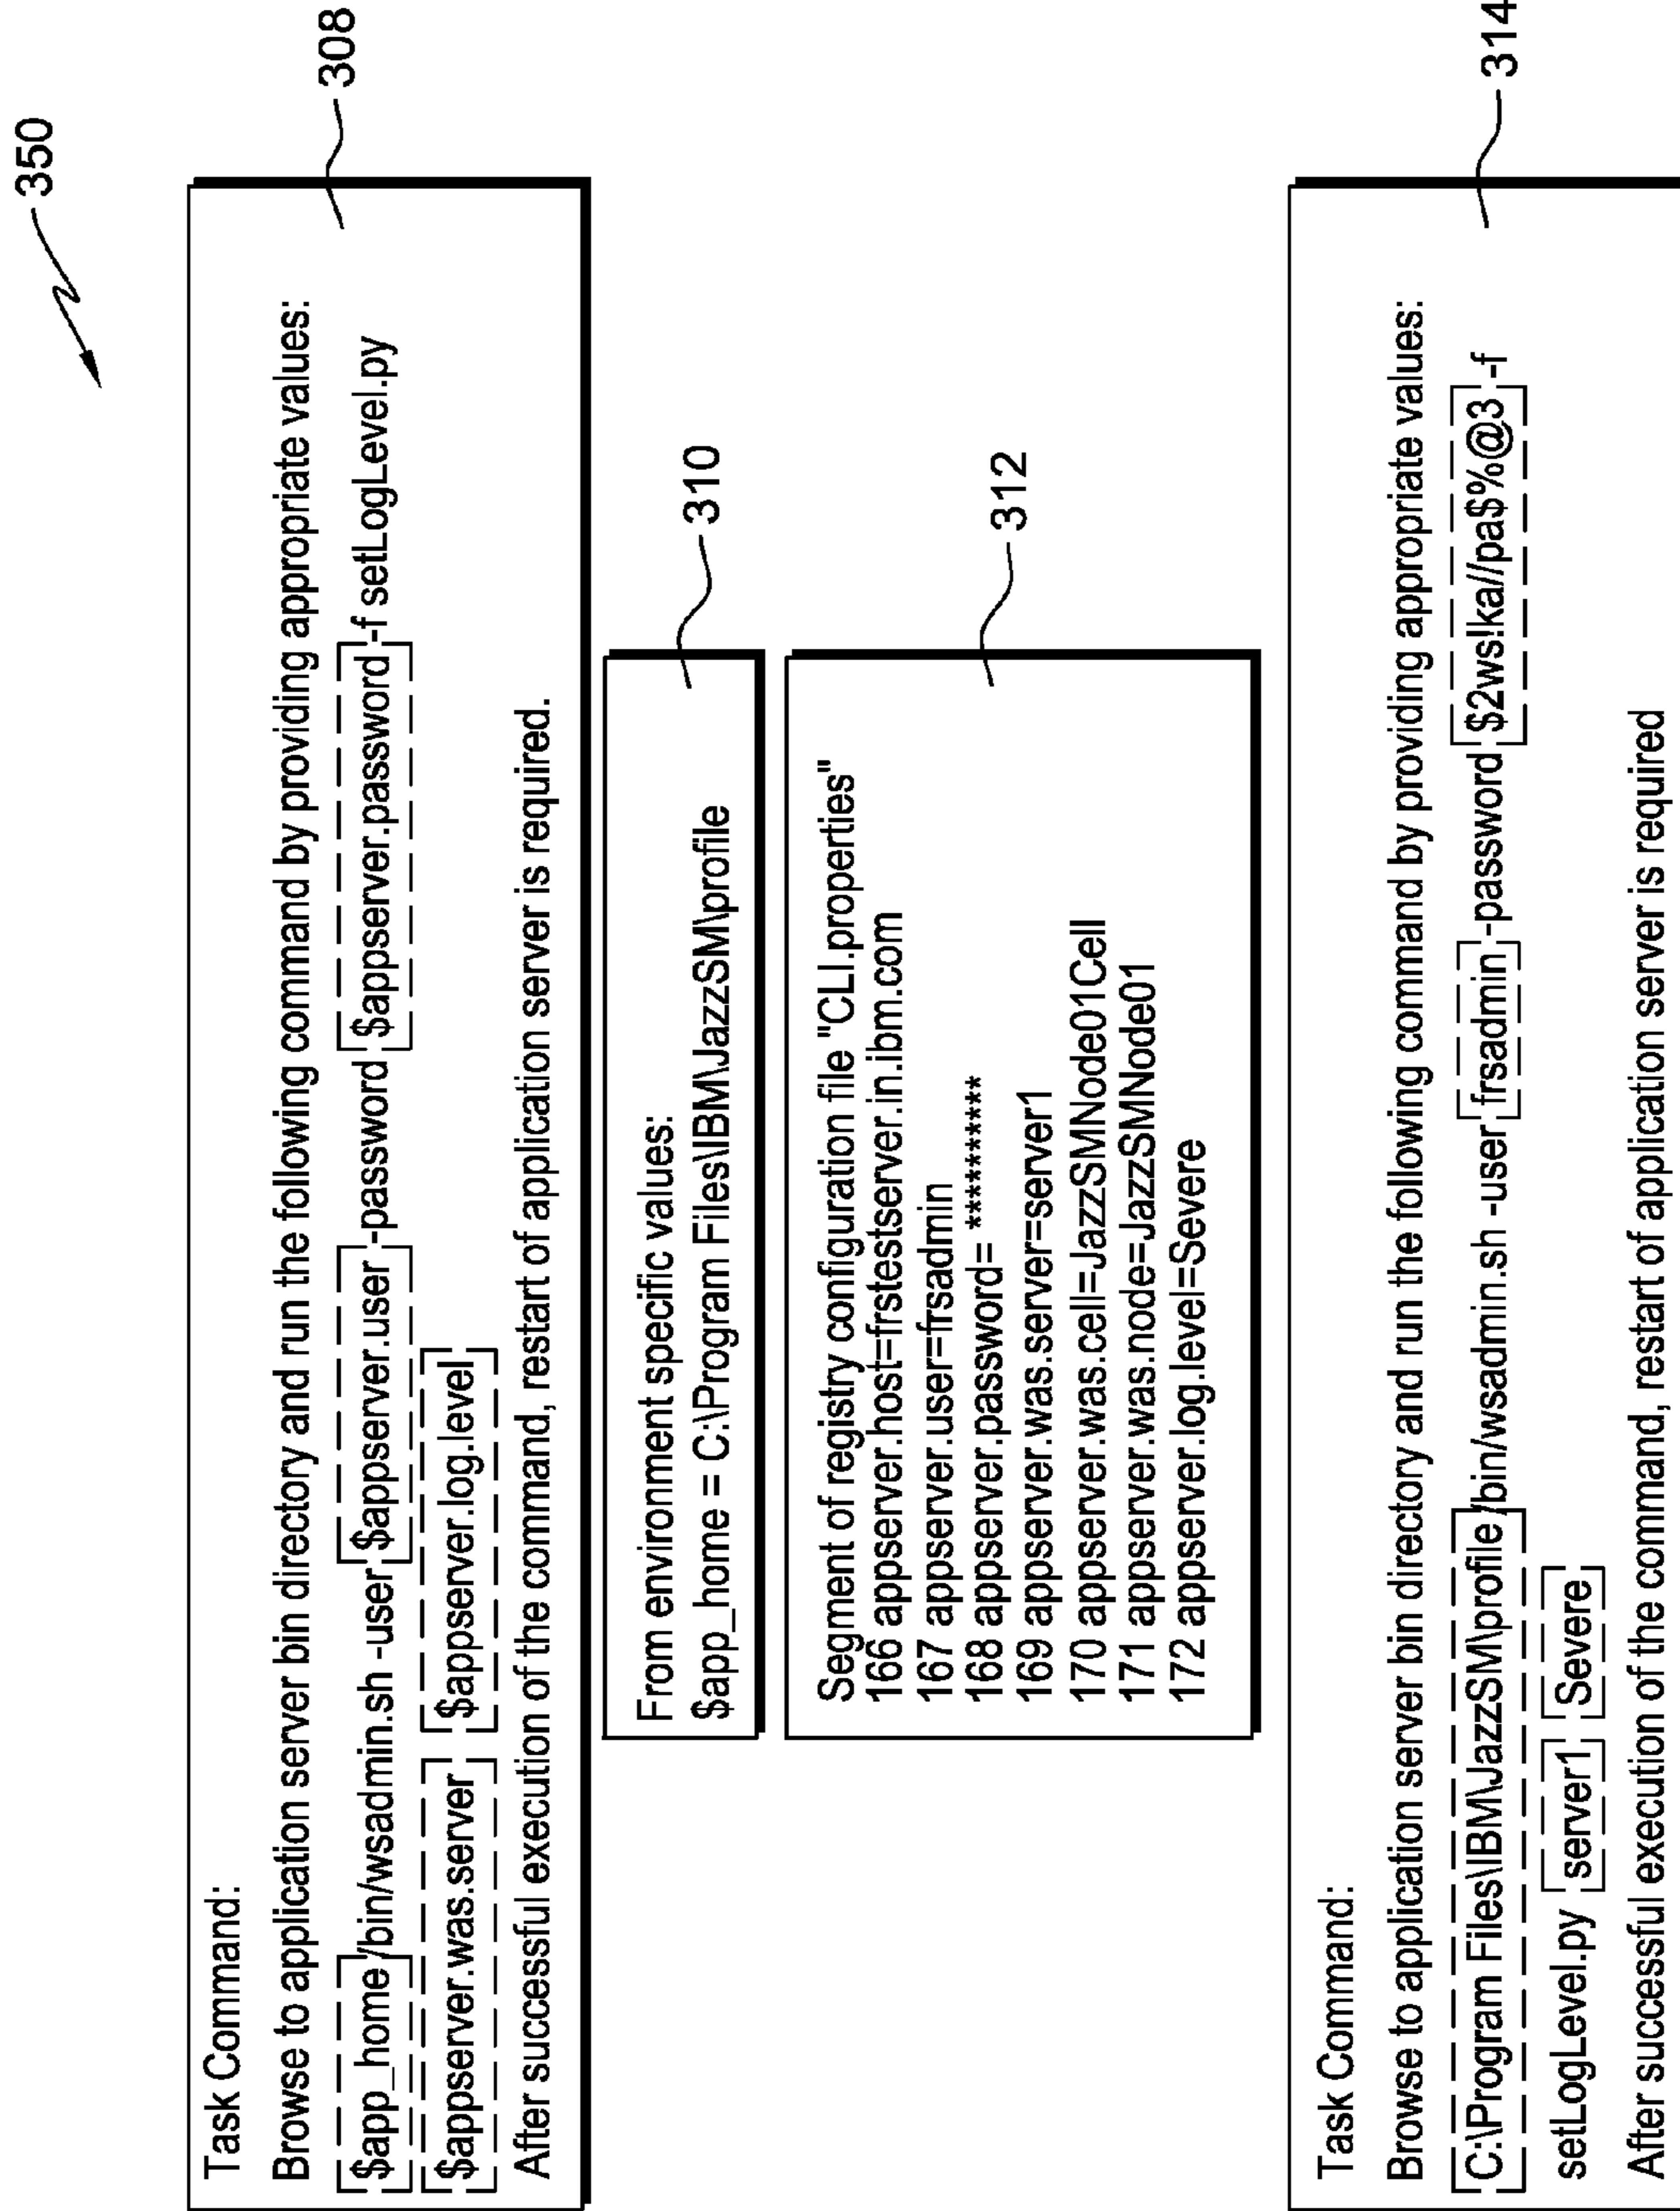 350
Task Command:
Browse to application server bin directory and run the following command by providing appropriate values:
$app_home /bin/wsadmin.sh -user $appserver.user -password $appserver.password -f setLogLevel.py
$appserver.was.server $appserver.log.level
After successful execution of the command, restart of application server is required.
308
From environment specific values:
$app_home = C:\Program Files\IBM\JazzSM\profile
310
Segment of registry configuration file "CLI.properties"
166 appserver.host=frstestserver.in.ibm.com
167 appserver.user=frsadmin
168 appserver.password= **********
169 appserver.was.server=server1
170 appserver.was.cell=JazzSMNode01Cell
171 appserver.was.node=JazzSMNode01
172 appserver.log.level=Severe
312
Task Command:
Browse to application server bin directory and run the following command by providing appropriate values:
C:\Program Files\IBM\JazzSM\profile /bin/wsadmin.sh -user frsadmin -password $2ws!ka//pa$%@3 -f
setLogLevel.py server1 Severe
After successful execution of the command, restart of application server is required
314